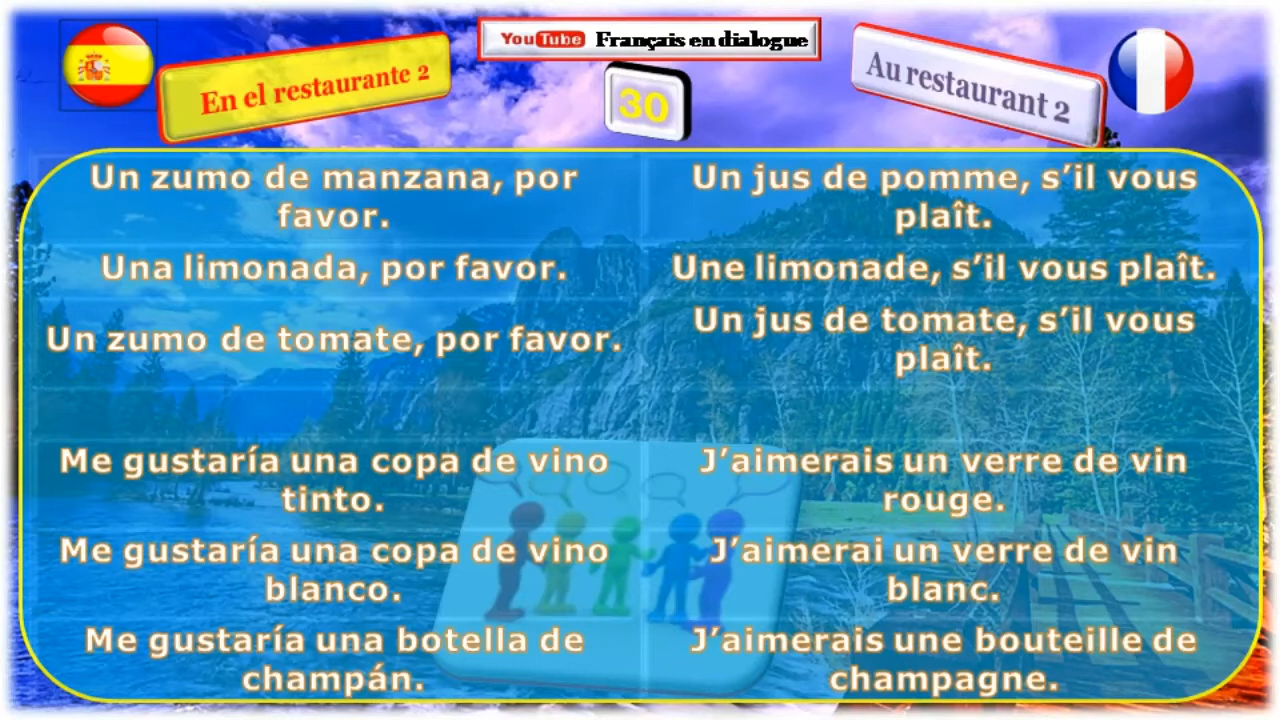 En el restaurante 2
YouTube Français en dialogue
30
Au restaurant 2
Un zumo de manzana, por
favor.
Un jus de pomme, s’il vous
plaît.
Una limonada, por favor.
Une limonade, s’il vous plaît.
Un zumo de tomate, por favor.
Un jus de tomate, s’il vous
plaît.
Me gustaría una copa de vino
tinto.
J’aimerais un verre de vin
rouge.
Me gustaría una copa de vino
blanco.
J’aimerai un verre de vin
blanc.
Me gustaría una botella de
champán.
J’aimerais une bouteille de
champagne.